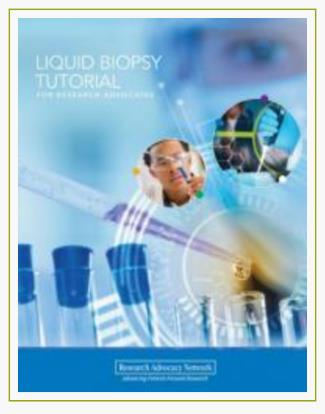 LIQUID BIOPSY
TUTORIAL
FOR RESEARCH ADVOCATES
Research Advocacy Network
Advancing Patient-Focused Research